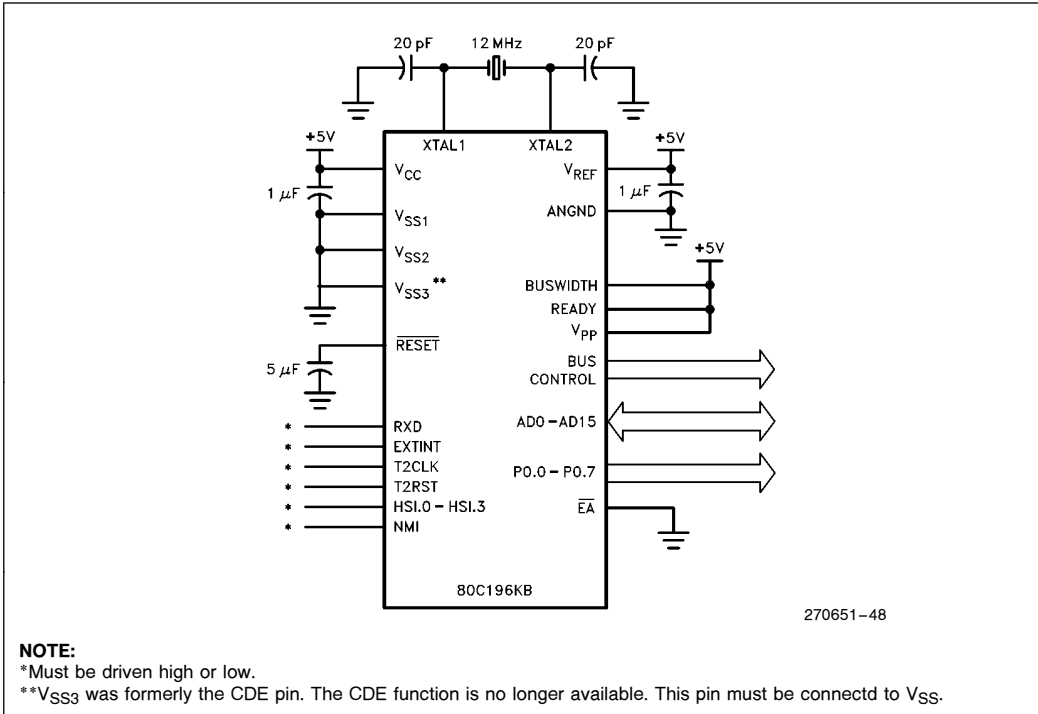 20 pF
12 MHz
20 pF
+5V
XTAL1
XTAL2
VCC
VREF
1 μF
1 μF
VSS1
ANGND
VSS2
+5V
VSS3**
BUSWIDTH
READY
VPP
RESET
BUS
CONTROL
5 μF
AD0–AD15
* RXD
* EXTINT
* T2CLK
P0.0–P0.7
* T2RST
* HSI.0–HSI.3
EA
* NMI
80C196KB
270651–48
NOTE:
*Must be driven high or low.
**VSS3 was formerly the CDE pin. The CDE function is no longer available. This pin must be connectd to VSS.